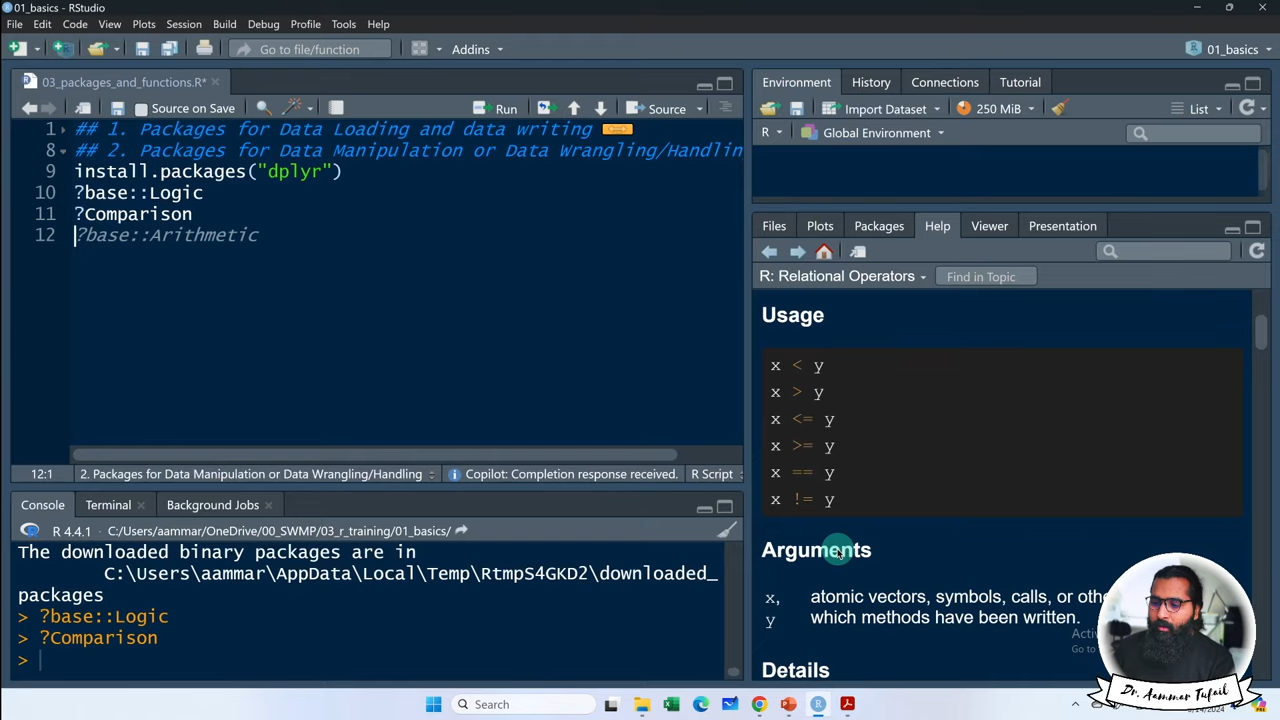 01_basics - RStudio
File Edit Code View Plots Session Build Debug Profile Tools Help
Go to file/function Addins 01_basics
03_packages_and_functions.R*
Source on Save Run Source
1 ## 1. Packages for Data Loading and data writing
8 ## 2. Packages for Data Manipulation or Data Wrangling/Handlin
9 install.packages("dplyr")
10 ?base::Logic
11 ?Comparison
12 ?base::Arithmetic
12:1 2. Packages for Data Manipulation or Data Wrangling/Handling Copilot: Completion response received. R Script
Console Terminal Background Jobs
R 4.4.1 · C:/Users/aammar/OneDrive/00_SWMP/03_r_training/01_basics/
The downloaded binary packages are in
C:\Users\aammar\AppData\Local\Temp\RtmpS4GKD2\downloaded_
packages
> ?base::Logic
> ?Comparison
>
Environment History Connections Tutorial
Import Dataset 250 MiB List
R Global Environment
Files Plots Packages Help Viewer Presentation
R: Relational Operators Find in Topic
Usage
x < y
x > y
x <= y
x >= y
x == y
x != y
Arguments
x, atomic vectors, symbols, calls, or othe
y which methods have been written.
Details
Dr. Aammar Tufail
Search